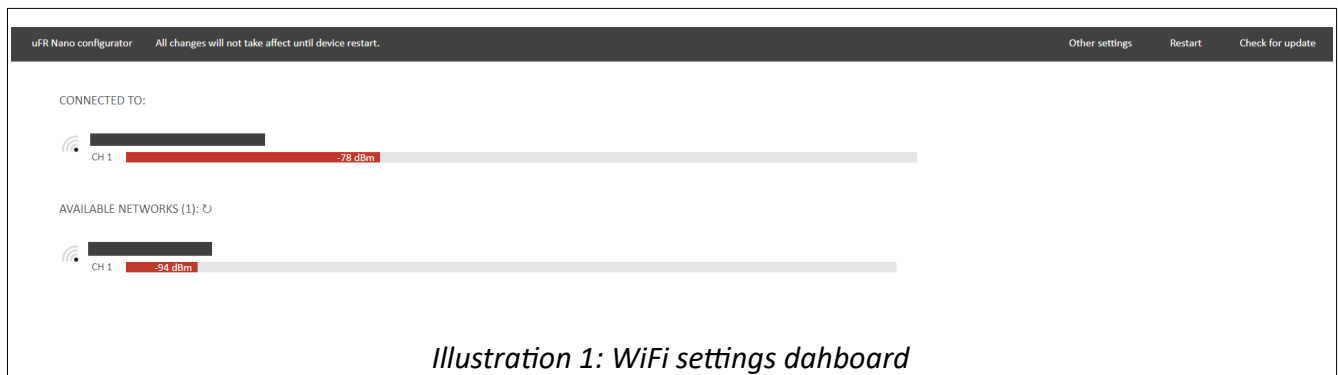 uFR Nano configurator All changes will not take affect until device restart. Other settings Restart Check for update
CONNECTED TO:
CH 1 -78 dBm
AVAILABLE NETWORKS (1):
CH 1 -94 dBm
Illustration 1: WiFi settings dahboard